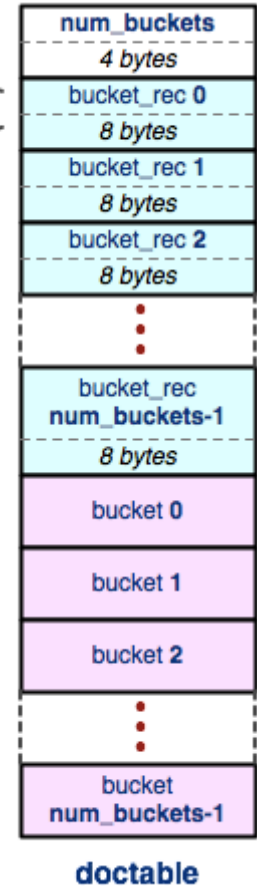 num_buckets
4 bytes
bucket_rec 0
8 bytes
bucket_rec 1
8 bytes
bucket_rec 2
8 bytes
bucket_rec
num_buckets-1
8 bytes
bucket 0
bucket 1
bucket 2
bucket
num_buckets-1
doctable